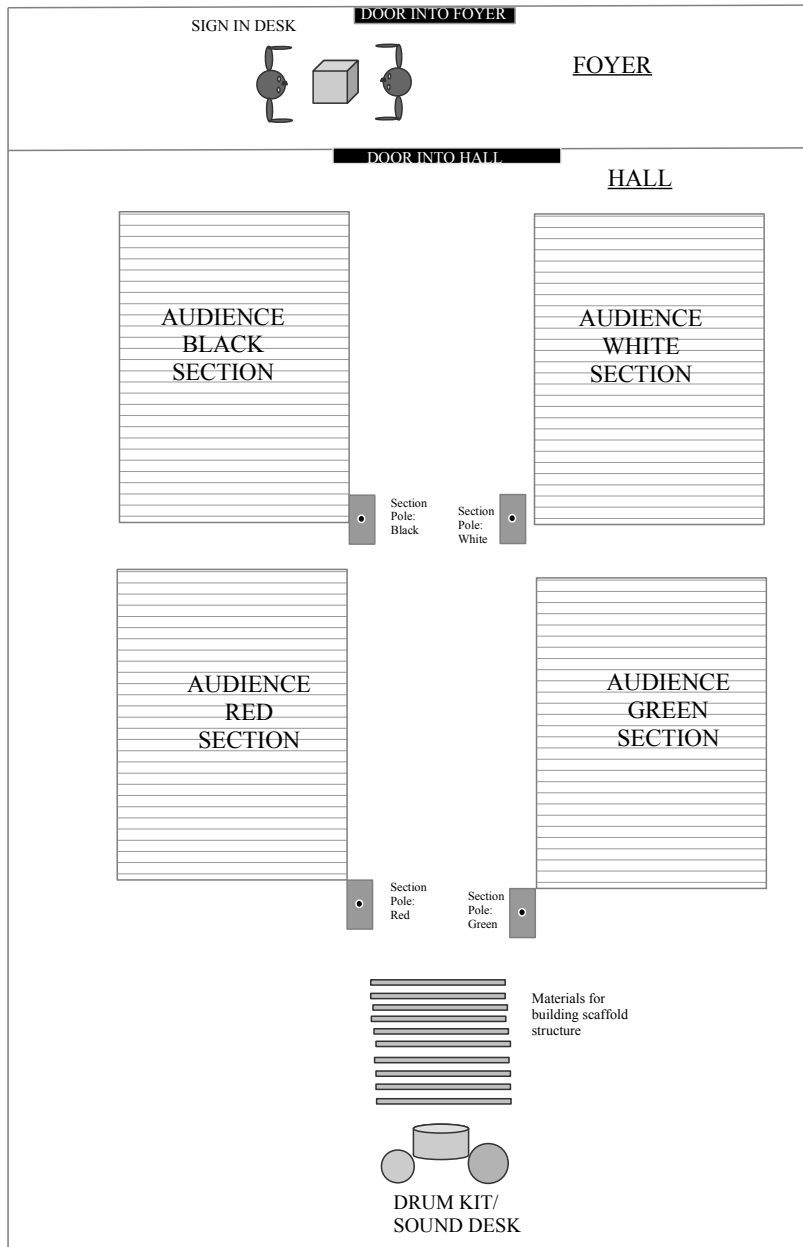 DOOR INTO FOYER
SIGN IN DESK
FOYER
DOOR INTO HALL
HALL
AUDIENCE
BLACK
SECTION
AUDIENCE
WHITE
SECTION
Section
Pole:
Black
Section
Pole:
White
AUDIENCE
RED
SECTION
AUDIENCE
GREEN
SECTION
Section
Pole:
Red
Section
Pole:
Green
Materials for
building scaffold
structure
DRUM KIT/
SOUND DESK